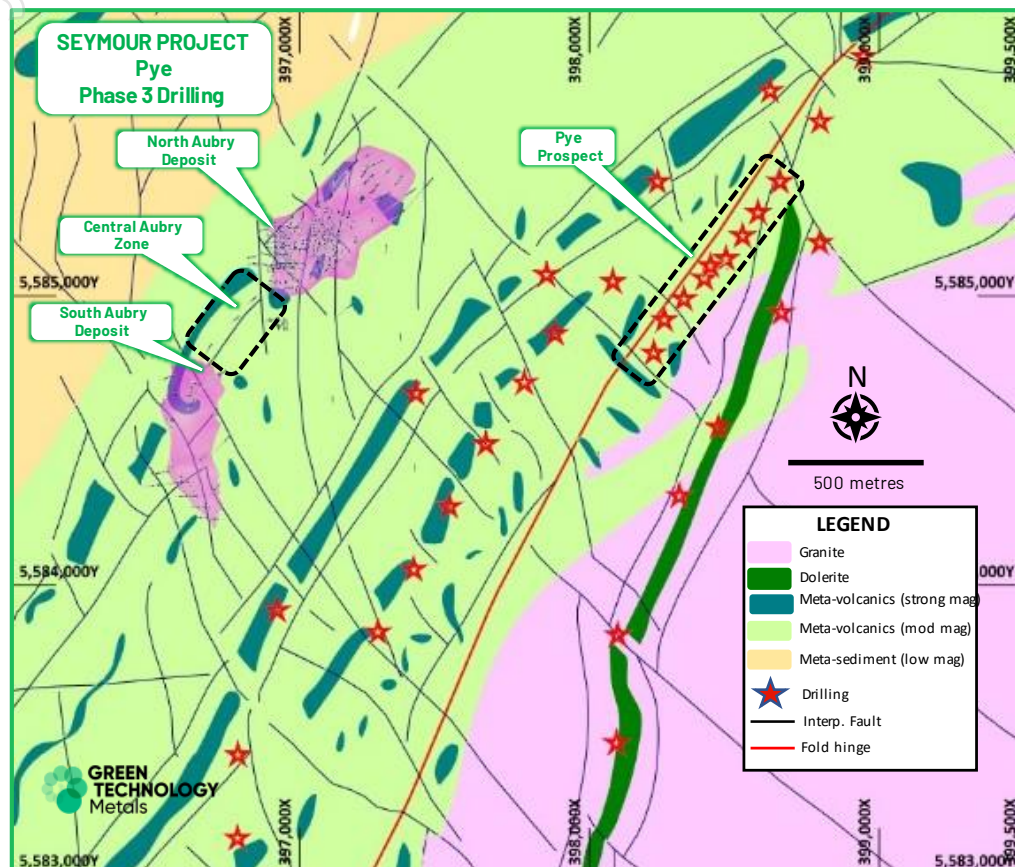 SEYMOUR PROJECT
Pye
Phase 3 Drilling
397,000X
398,000X
399,500X
North Aubry
Deposit
Pye
Prospect
Central Aubry
Zone
5,585,000Y
5,585,000Y
South Aubry
Deposit
N
500 metres
LEGEND
Granite
Dolerite
Meta-volcanics (strong mag)
Meta-volcanics (mod mag)
Meta-sediment (low mag)
Drilling
Interp. Fault
Fold hinge
5,584,000Y
000Y
GREEN
TECHNOLOGY
Metals
397,000X
398,000X
399,000X
399,500X
5,583,000Y
5,583,000Y